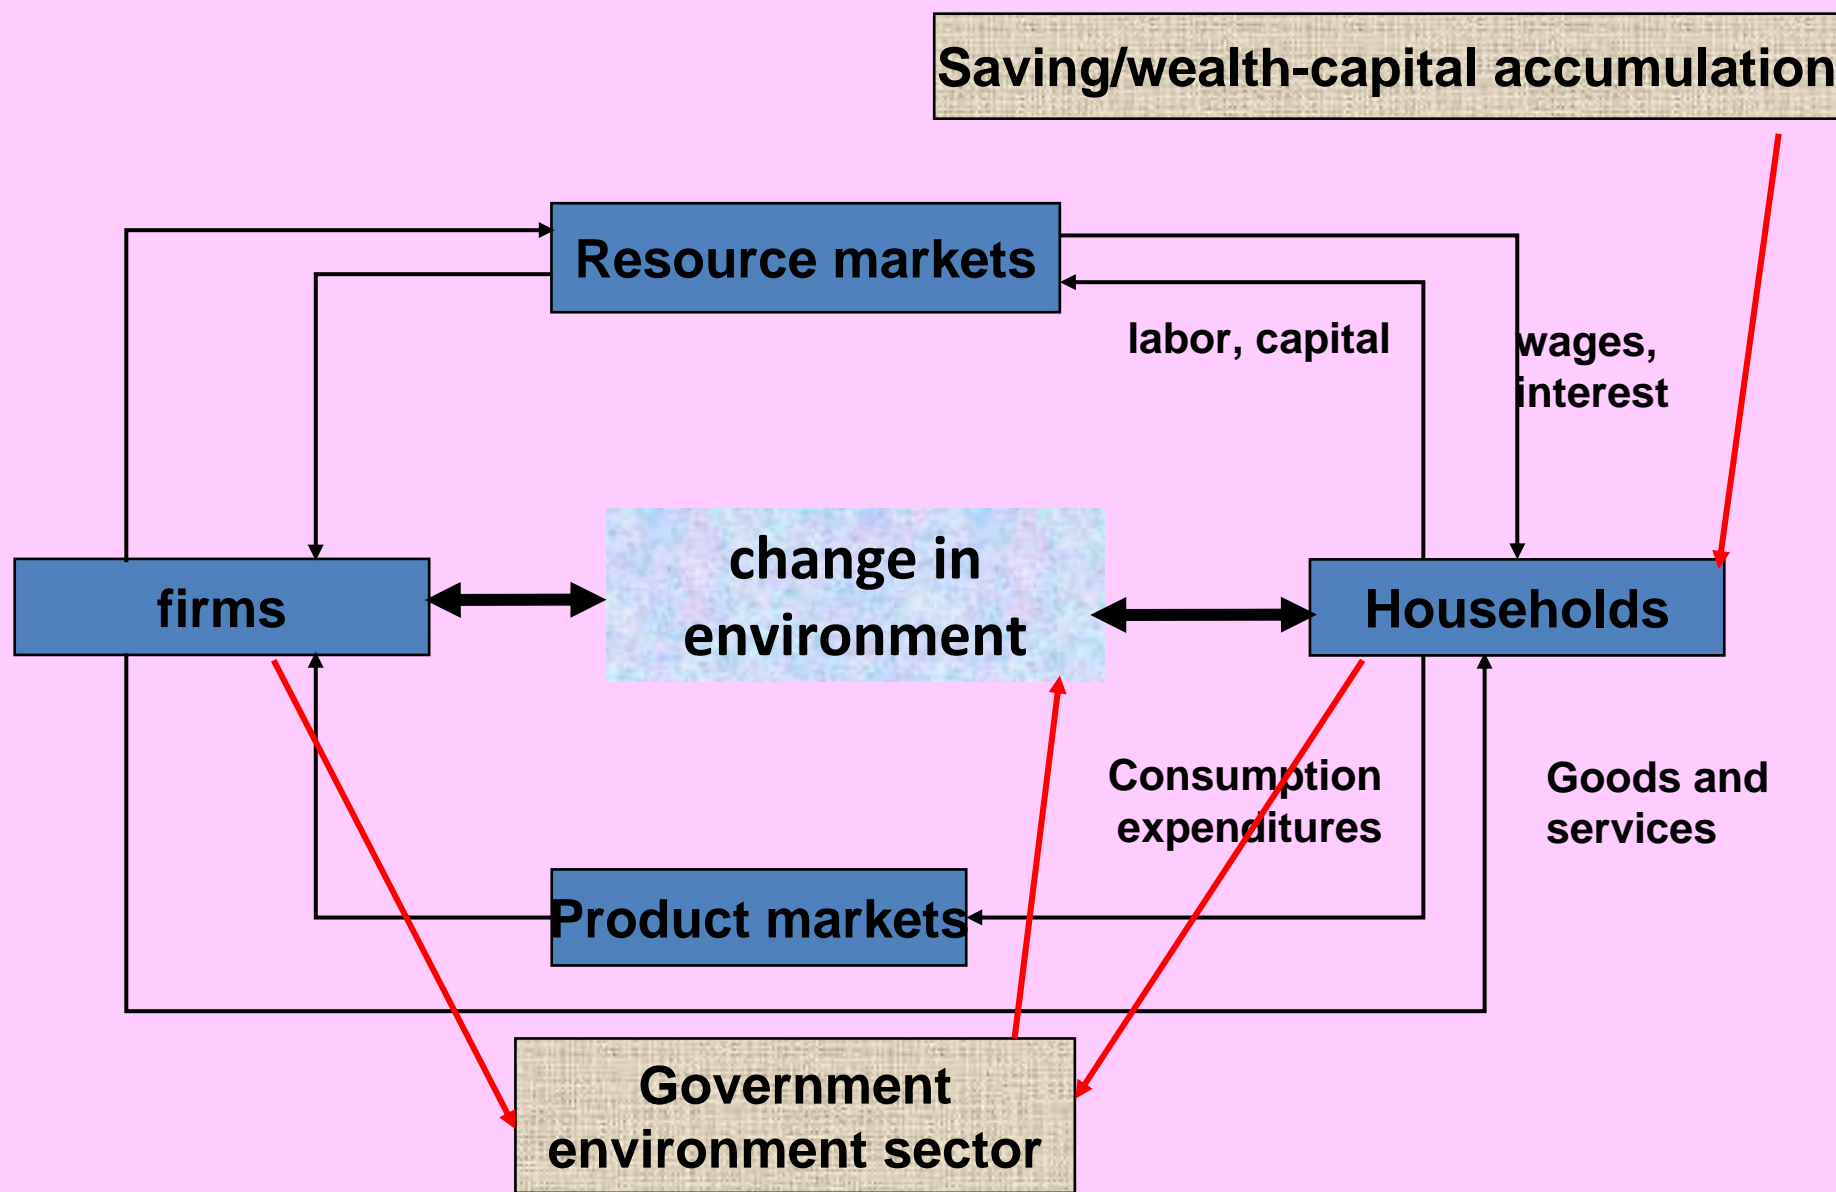 Saving/wealth-capital accumulation
Resource markets
labor, capital
wages,
interest
change in
environment
firms
Households
Consumption
expenditures
Goods and
services
Product markets
Government
environment sector